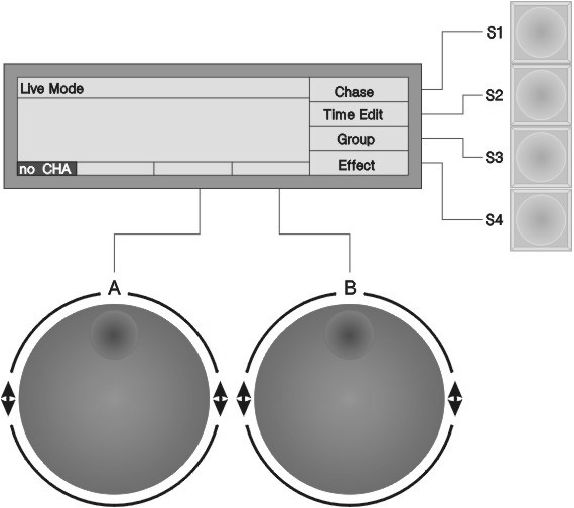 S1
Live Mode
Chase
S2
Time Edit
Group
S3
no CHA
Effect
S4
A
B